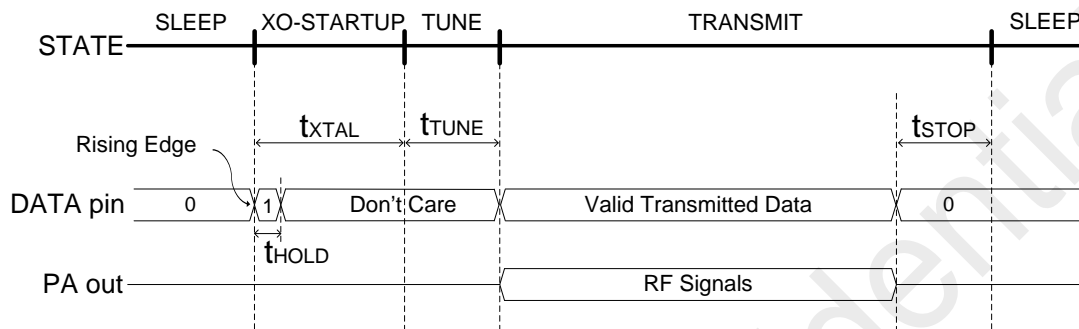 SLEEP XO-STARTUP TUNE TRANSMIT SLEEP
STATE
tXTAL tTUNE tSTOP
Rising Edge
DATA pin 0 1 Don't Care Valid Transmitted Data 0
tHOLD
PA out RF Signals